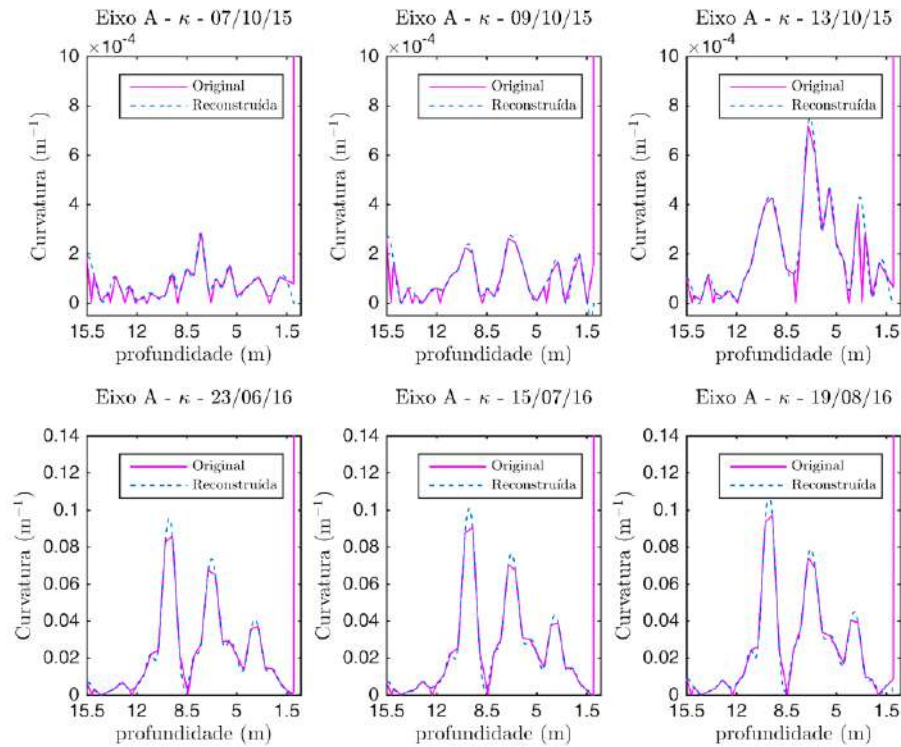 Eixo A - κ - 07/10/15
×10⁻⁴
10
8
6
4
2
0
Curvatura (m⁻¹)
Original
Reconstruída
15.5 12 8.5 5 1.5
profundidade (m)
Eixo A - κ - 09/10/15
×10⁻⁴
10
8
6
4
2
0
Curvatura (m⁻¹)
Original
Reconstruída
15.5 12 8.5 5 1.5
profundidade (m)
Eixo A - κ - 13/10/15
×10⁻⁴
10
8
6
4
2
0
Curvatura (m⁻¹)
Original
Reconstruída
15.5 12 8.5 5 1.5
profundidade (m)
Eixo A - κ - 23/06/16
0.14
0.12
0.1
0.08
0.06
0.04
0.02
0
Curvatura (m⁻¹)
Original
Reconstruída
15.5 12 8.5 5 1.5
profundidade (m)
Eixo A - κ - 15/07/16
0.14
0.12
0.1
0.08
0.06
0.04
0.02
0
Curvatura (m⁻¹)
Original
Reconstruída
15.5 12 8.5 5 1.5
profundidade (m)
Eixo A - κ - 19/08/16
0.14
0.12
0.1
0.08
0.06
0.04
0.02
0
Curvatura (m⁻¹)
Original
Reconstruída
15.5 12 8.5 5 1.5
profundidade (m)